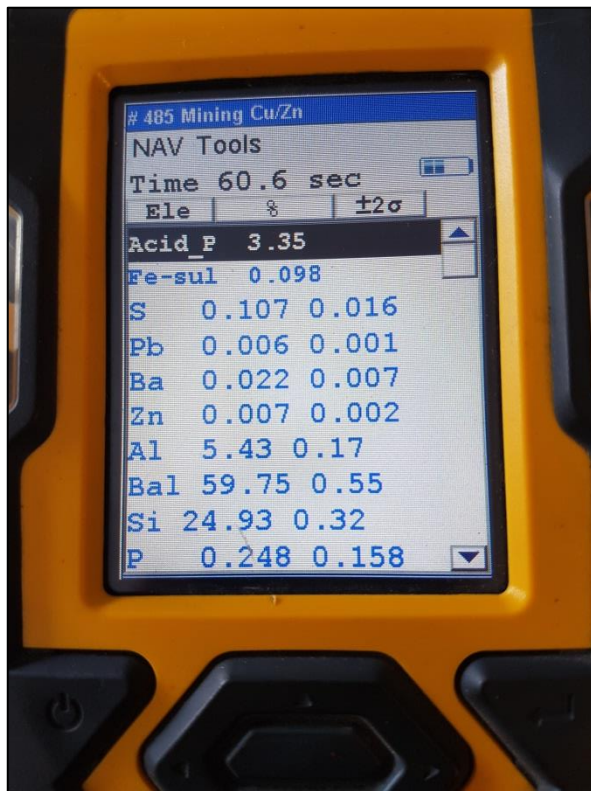 # 485 Mining Cu/Zn
NAV Tools
Time 60.6 sec
Ele % ±2σ
Acid_P 3.35
Fe-sul 0.098
S 0.107 0.016
Pb 0.006 0.001
Ba 0.022 0.007
Zn 0.007 0.002
Al 5.43 0.17
Bal 59.75 0.55
Si 24.93 0.32
P 0.248 0.158